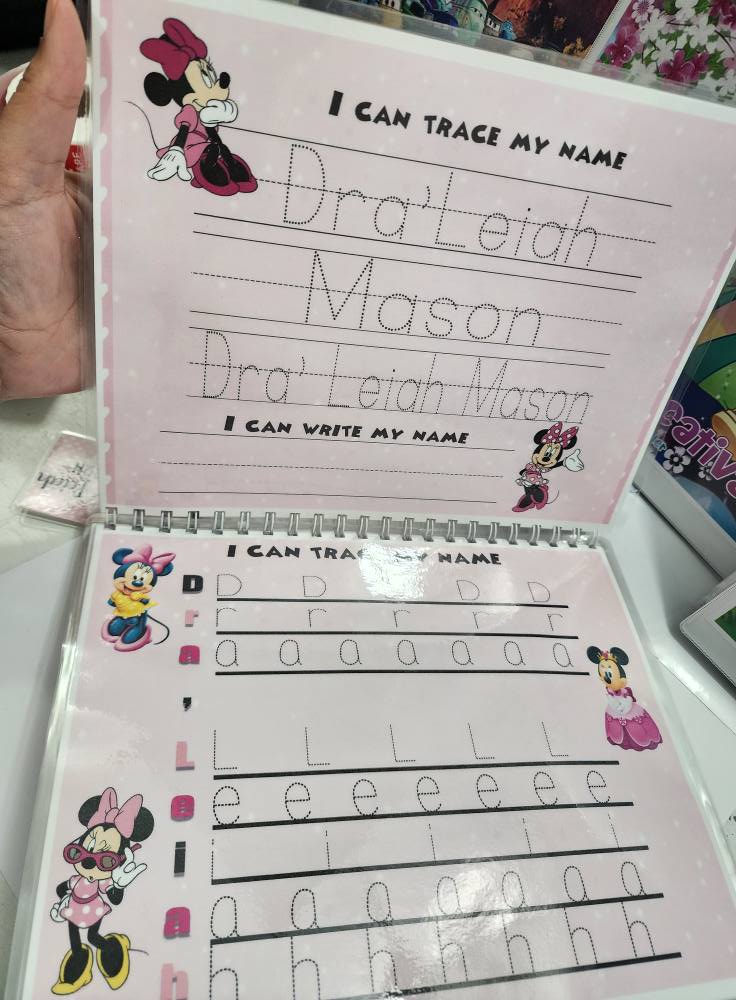 I CAN TRACE MY NAME
Dra'Leiah
Mason
Dra' Leiah Mason
I CAN WRITE MY NAME
I CAN TRACE MY NAME
D D D D D
r r r r r r
a a a a a a a a
,
L L L L L L
e e e e e e e e
i i i i i i
a a a a a a a
h h h h h h h